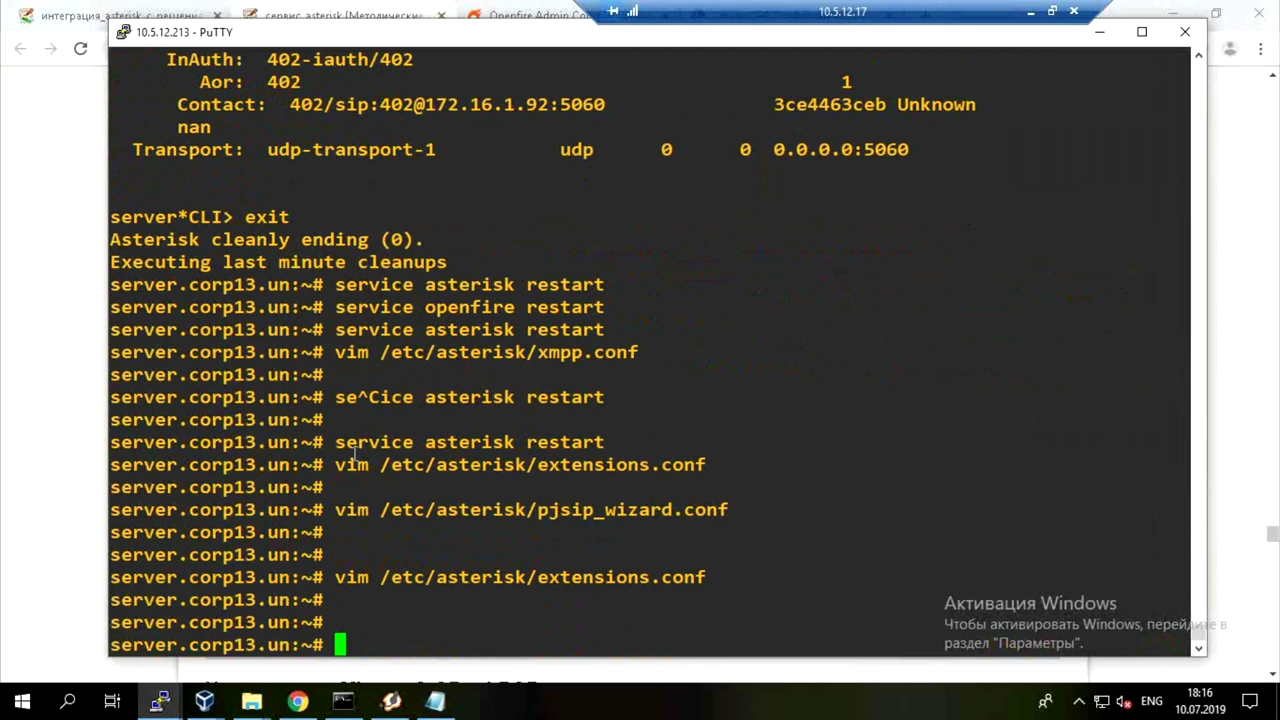 интеграция_asterisk_с_решени
сервис_asterisk [Методически
Openfire Admin Con
10.5.12.17
10.5.12.213 - PuTTY
InAuth: 402-iauth/402
Aor: 402 1
Contact: 402/sip:402@172.16.1.92:5060 3ce4463ceb Unknown
nan
Transport: udp-transport-1 udp 0 0 0.0.0.0:5060
server*CLI> exit
Asterisk cleanly ending (0).
Executing last minute cleanups
server.corp13.un:~# service asterisk restart
server.corp13.un:~# service openfire restart
server.corp13.un:~# service asterisk restart
server.corp13.un:~# vim /etc/asterisk/xmpp.conf
server.corp13.un:~#
server.corp13.un:~# se^Cice asterisk restart
server.corp13.un:~#
server.corp13.un:~# service asterisk restart
server.corp13.un:~# vim /etc/asterisk/extensions.conf
server.corp13.un:~#
server.corp13.un:~# vim /etc/asterisk/pjsip_wizard.conf
server.corp13.un:~#
server.corp13.un:~#
server.corp13.un:~# vim /etc/asterisk/extensions.conf
server.corp13.un:~#
server.corp13.un:~#
server.corp13.un:~#
Активация Windows
Чтобы активировать Windows, перейдите в
раздел "Параметры".
ENG
18:16
10.07.2019